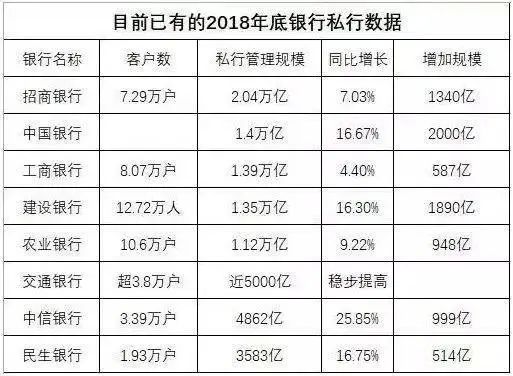 目前已有的2018年底银行私行数据
银行名称 客户数 私行管理规模 同比增长 增加规模
招商银行 7.29万户 2.04万亿 7.03% 1340亿
中国银行 1.4万亿 16.67% 2000亿
工商银行 8.07万户 1.39万亿 4.40% 587亿
建设银行 12.72万人 1.35万亿 16.30% 1890亿
农业银行 10.6万户 1.12万亿 9.22% 948亿
交通银行 超3.8万户 近5000亿 稳步提高
中信银行 3.39万户 4862亿 25.85% 999亿
民生银行 1.93万户 3583亿 16.75% 514亿